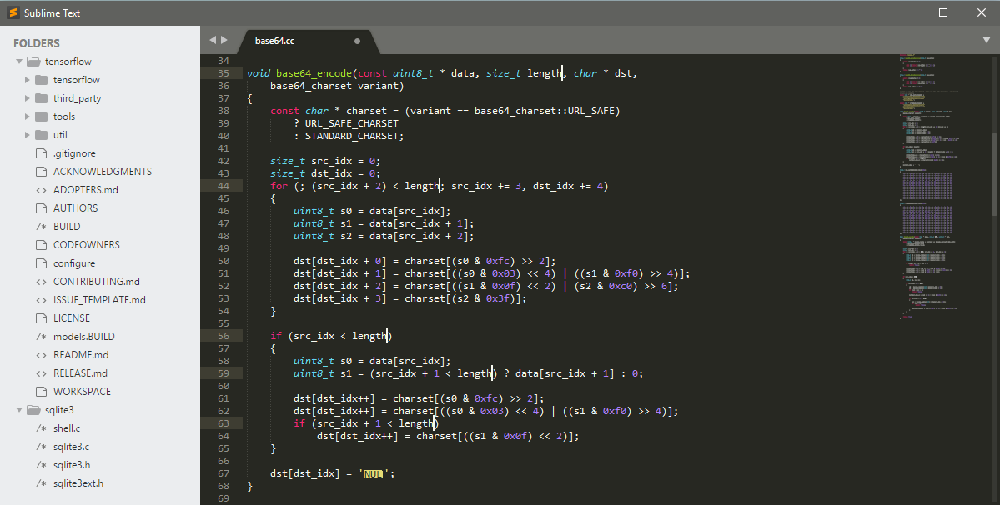 Sublime Text
FOLDERS
tensorflow
tensorflow
third_party
tools
util
.gitignore
ACKNOWLEDGMENTS
<> ADOPTERS.md
AUTHORS
/* BUILD
CODEOWNERS
configure
<> CONTRIBUTING.md
<> ISSUE_TEMPLATE.md
LICENSE
/* models.BUILD
<> README.md
<> RELEASE.md
WORKSPACE
sqlite3
/* shell.c
/* sqlite3.c
/* sqlite3.h
/* sqlite3ext.h
base64.cc
34
35 void base64_encode(const uint8_t * data, size_t length, char * dst,
36 base64_charset variant)
37 {
38 const char * charset = (variant == base64_charset::URL_SAFE)
39 ? URL_SAFE_CHARSET
40 : STANDARD_CHARSET;
41
42 size_t src_idx = 0;
43 size_t dst_idx = 0;
44 for (; (src_idx + 2) < length; src_idx += 3, dst_idx += 4)
45 {
46 uint8_t s0 = data[src_idx];
47 uint8_t s1 = data[src_idx + 1];
48 uint8_t s2 = data[src_idx + 2];
49
50 dst[dst_idx + 0] = charset[(s0 & 0xfc) >> 2];
51 dst[dst_idx + 1] = charset[((s0 & 0x03) << 4) | ((s1 & 0xf0) >> 4)];
52 dst[dst_idx + 2] = charset[((s1 & 0x0f) << 2) | (s2 & 0xc0) >> 6];
53 dst[dst_idx + 3] = charset[(s2 & 0x3f)];
54 }
55
56 if (src_idx < length)
57 {
58 uint8_t s0 = data[src_idx];
59 uint8_t s1 = (src_idx + 1 < length) ? data[src_idx + 1] : 0;
60
61 dst[dst_idx++] = charset[(s0 & 0xfc) >> 2];
62 dst[dst_idx++] = charset[((s0 & 0x03) << 4) | ((s1 & 0xf0) >> 4)];
63 if (src_idx + 1 < length)
64 dst[dst_idx++] = charset[((s1 & 0x0f) << 2)];
65 }
66
67 dst[dst_idx] = 'NUL';
68 }
69